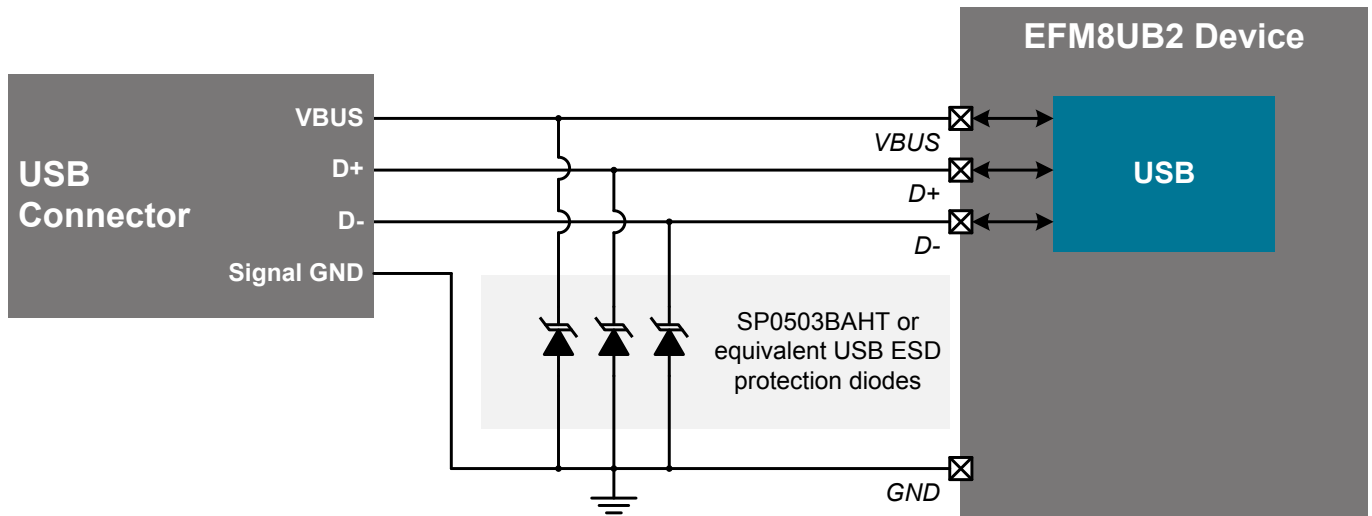 EFM8UB2 Device
USB
Connector
VBUS
D+
D-
Signal GND
VBUS
D+
D-
USB
SP0503BAHT or
equivalent USB ESD
protection diodes
GND